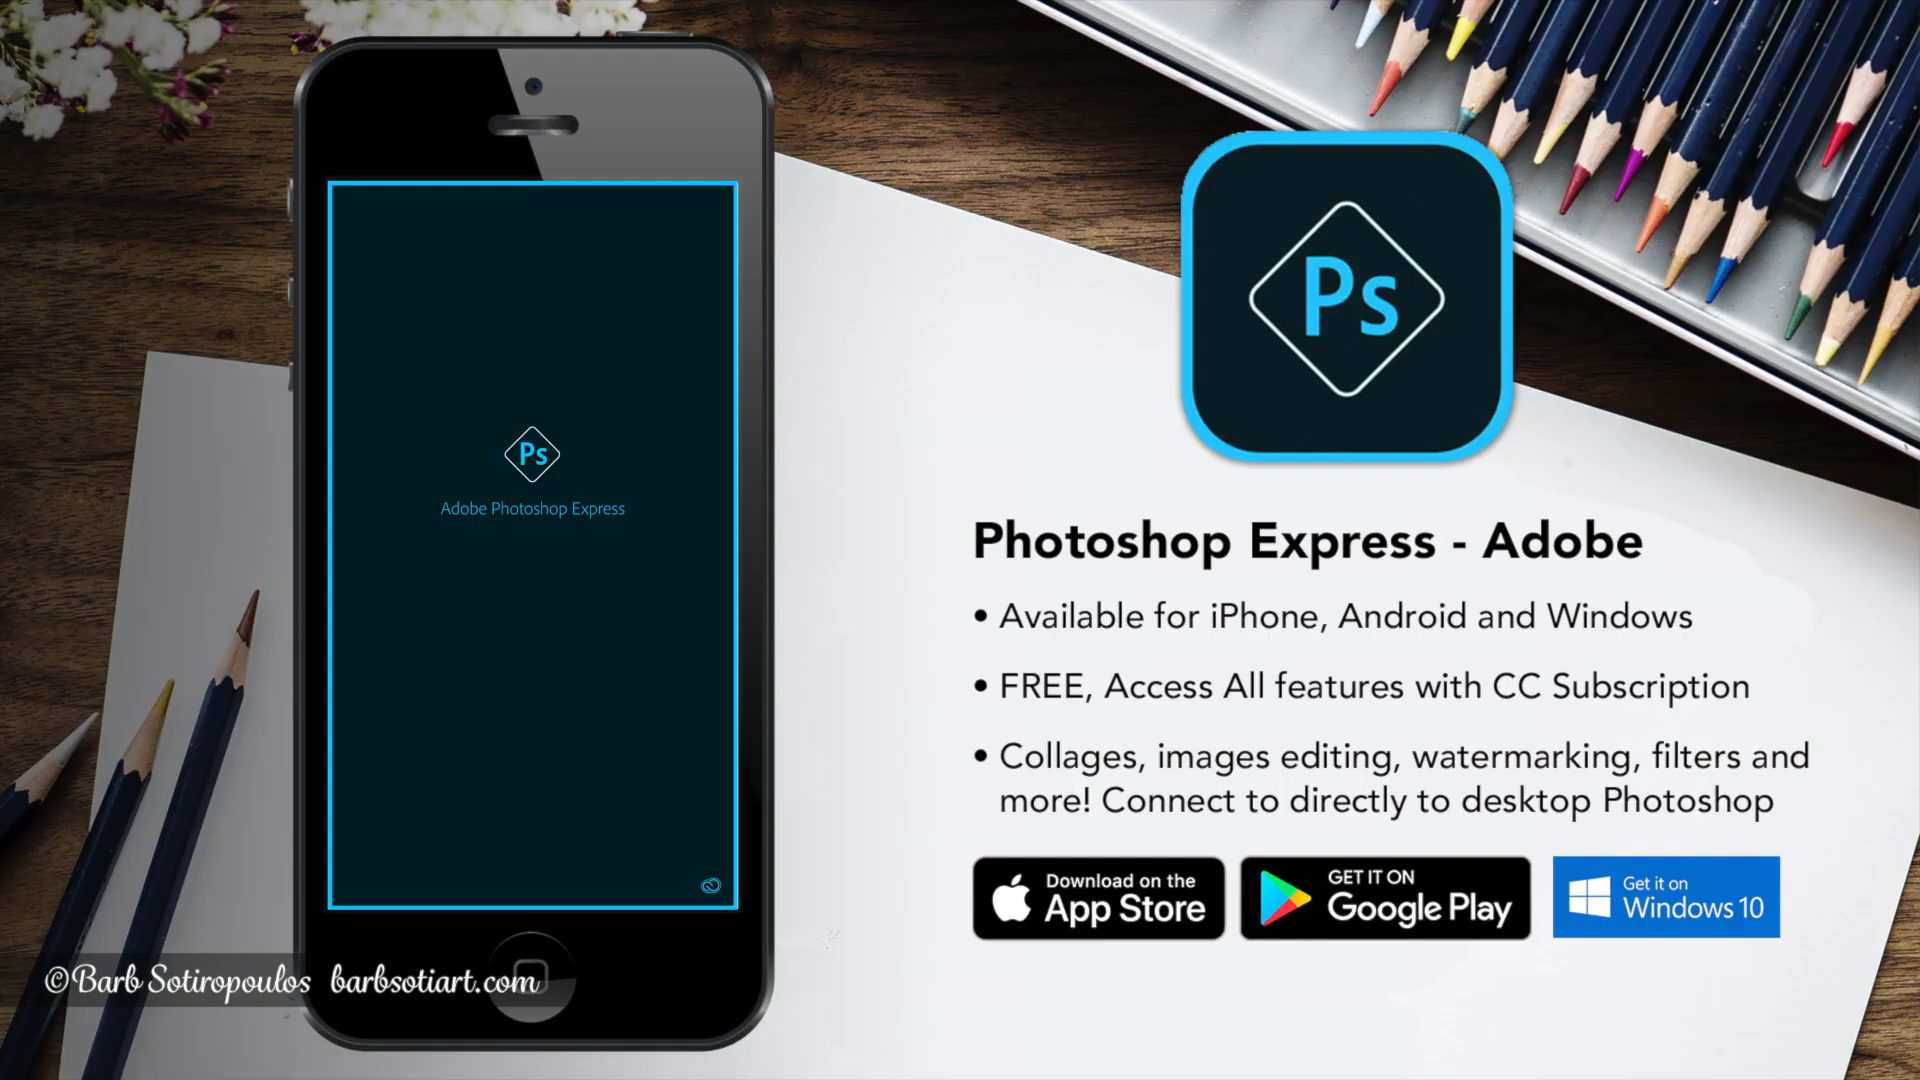 Ps
Adobe Photoshop Express
Ps
Photoshop Express - Adobe
• Available for iPhone, Android and Windows
• FREE, Access All features with CC Subscription
• Collages, images editing, watermarking, filters and
more! Connect to directly to desktop Photoshop
Download on the
App Store
GET IT ON
Google Play
Get it on
Windows 10
©Barb Sotiropoulos barbsotiart.com